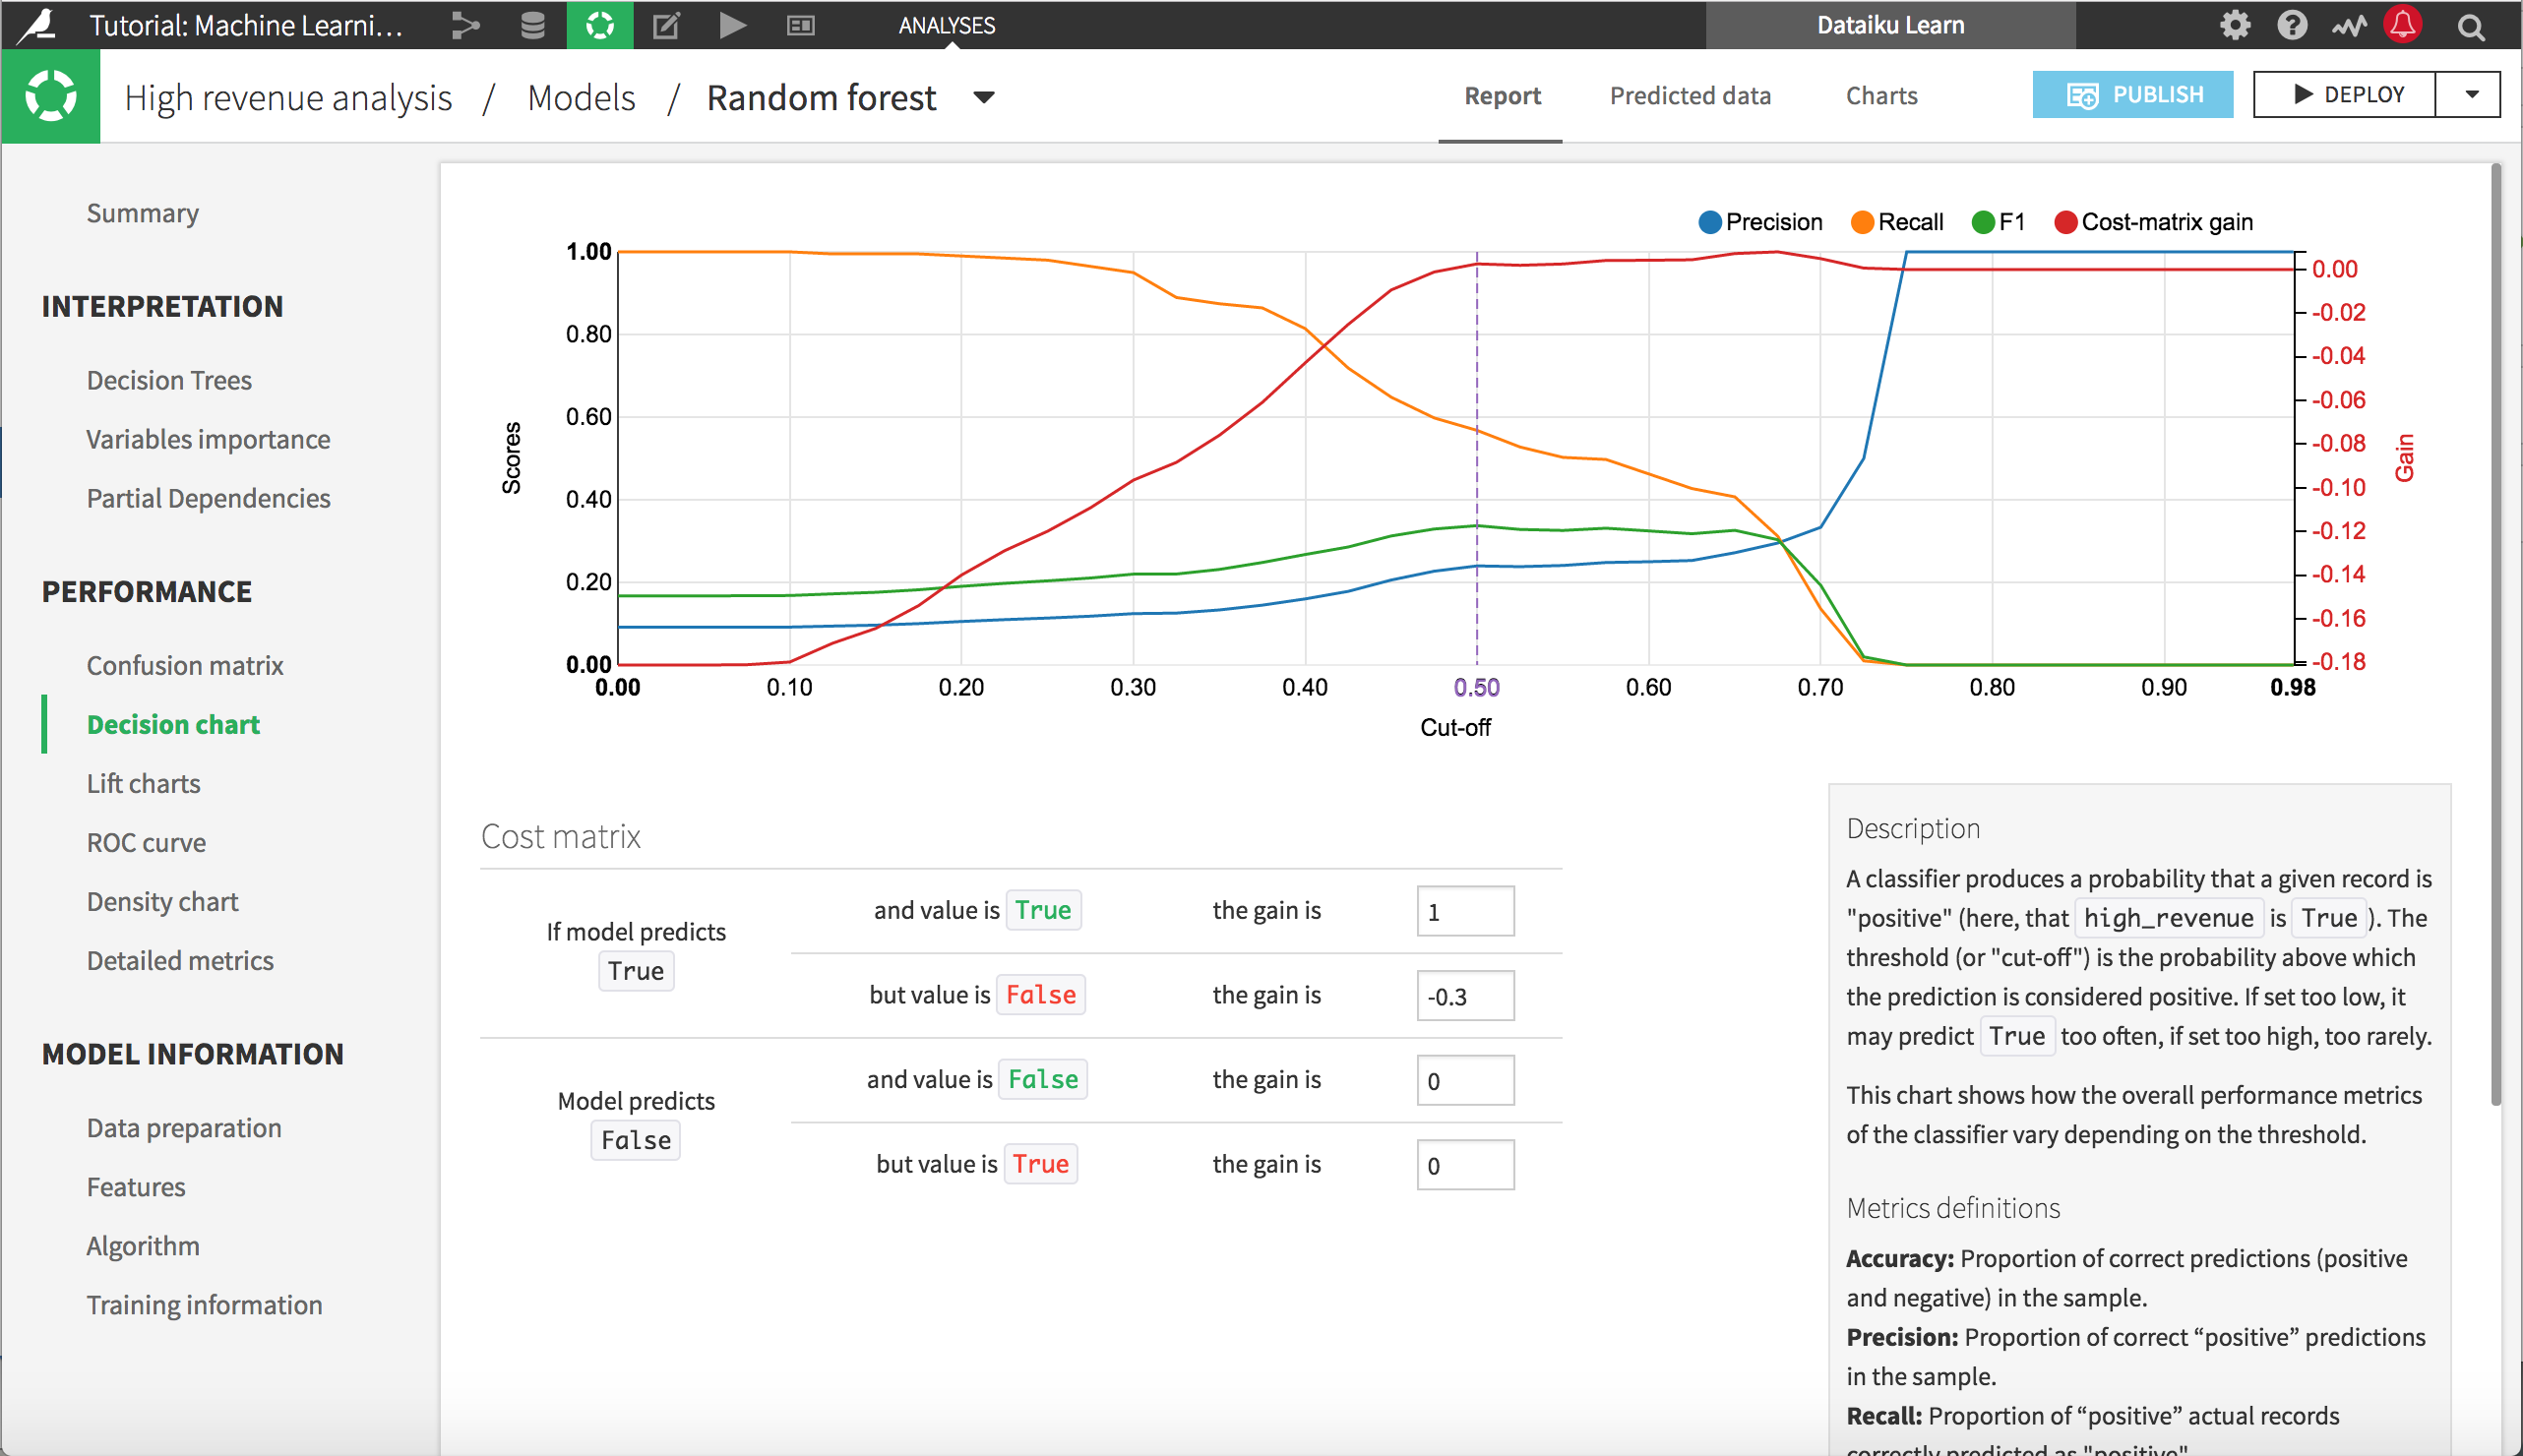 Tutorial: Machine Learni... ANALYSES Dataiku Learn
High revenue analysis / Models / Random forest Report Predicted data Charts PUBLISH DEPLOY
Summary
INTERPRETATION
Decision Trees
Variables importance
Partial Dependencies
PERFORMANCE
Confusion matrix
Decision chart
Lift charts
ROC curve
Density chart
Detailed metrics
MODEL INFORMATION
Data preparation
Features
Algorithm
Training information
Precision Recall F1 Cost-matrix gain
Scores
1.00
0.80
0.60
0.40
0.20
0.00
0.00 0.10 0.20 0.30 0.40 0.50 0.60 0.70 0.80 0.90 0.98
Cut-off
0.00
-0.02
-0.04
-0.06
-0.08
-0.10
-0.12
-0.14
-0.16
-0.18
Gain
Cost matrix
If model predicts
True
and value is True the gain is 1
but value is False the gain is -0.3
Model predicts
False
and value is False the gain is 0
but value is True the gain is 0
Description
A classifier produces a probability that a given record is
"positive" (here, that high_revenue is True ). The
threshold (or "cut-off") is the probability above which
the prediction is considered positive. If set too low, it
may predict True too often, if set too high, too rarely.
This chart shows how the overall performance metrics
of the classifier vary depending on the threshold.
Metrics definitions
Accuracy: Proportion of correct predictions (positive
and negative) in the sample.
Precision: Proportion of correct “positive” predictions
in the sample.
Recall: Proportion of “positive” actual records
correctly predicted as "positive"